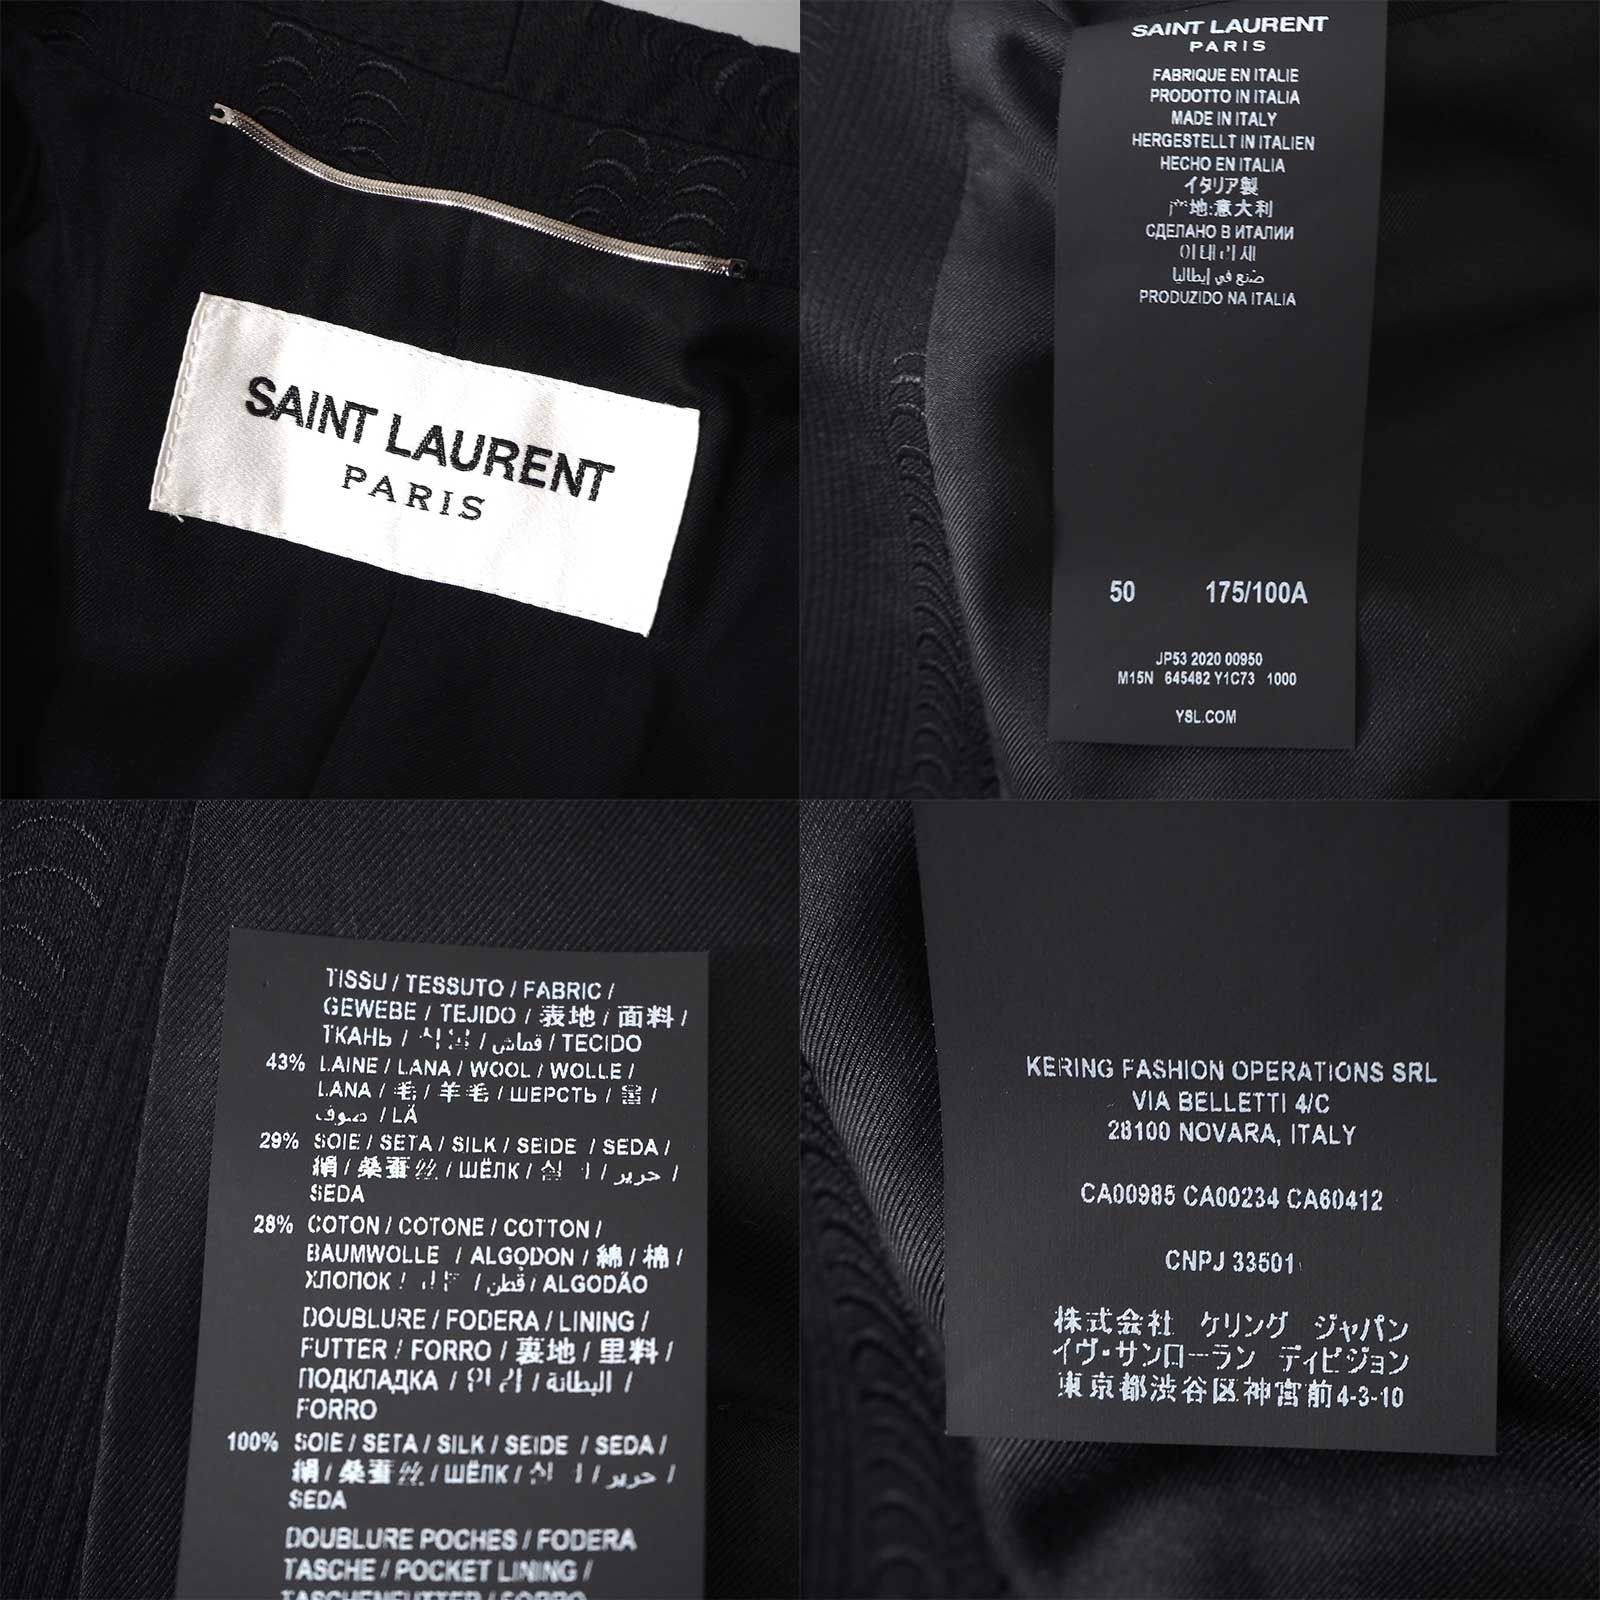 SAINT LAURENT
PARIS
SAINT LAURENT
PARIS
FABRIQUE EN ITALIE
PRODOTTO IN ITALIA
MADE IN ITALY
HERGESTELLT IN ITALIEN
HECHO EN ITALIA
イタリア製
产地:意大利
СДЕЛАНО В ИТАЛИИ
이태리제
صنع في إيطاليا
PRODUZIDO NA ITALIA
50 175/100A
JP53 2020 00950
M15N 645482 Y1C73 1000
YSL.COM
TISSU / TESSUTO / FABRIC /
GEWEBE / TEJIDO / 表地 / 面料 /
ТКАНЬ / / قماش / TECIDO
43% LAINE / LANA / WOOL / WOLLE /
LANA / 毛 / 羊毛 / ШЕРСТЬ / 울 /
صوف / LÃ
29% SOIE / SETA / SILK / SEIDE / SEDA /
絹 / 桑蚕丝 / ШЁЛК / / حرير /
SEDA
28% COTON / COTONE / COTTON /
BAUMWOLLE / ALGODON / 綿 / 棉 /
ХЛОПОК / / قطن / ALGODÃO
DOUBLURE / FODERA / LINING /
FUTTER / FORRO / 裏地 / 里料 /
ПОДКЛАДКА / 안감 / البطانة /
FORRO
100% SOIE / SETA / SILK / SEIDE / SEDA /
絹 / 桑蚕丝 / ШЁЛК / / حرير /
SEDA
DOUBLURE POCHES / FODERA
TASCHE / POCKET LINING /
TASCHENFUTTER / FORRO
KERING FASHION OPERATIONS SRL
VIA BELLETTI 4/C
28100 NOVARA, ITALY
CA00985 CA00234 CA60412
CNPJ 33501
株式会社 ケリング ジャパン
イヴ・サンローラン ディビジョン
東京都渋谷区神宮前4-3-10